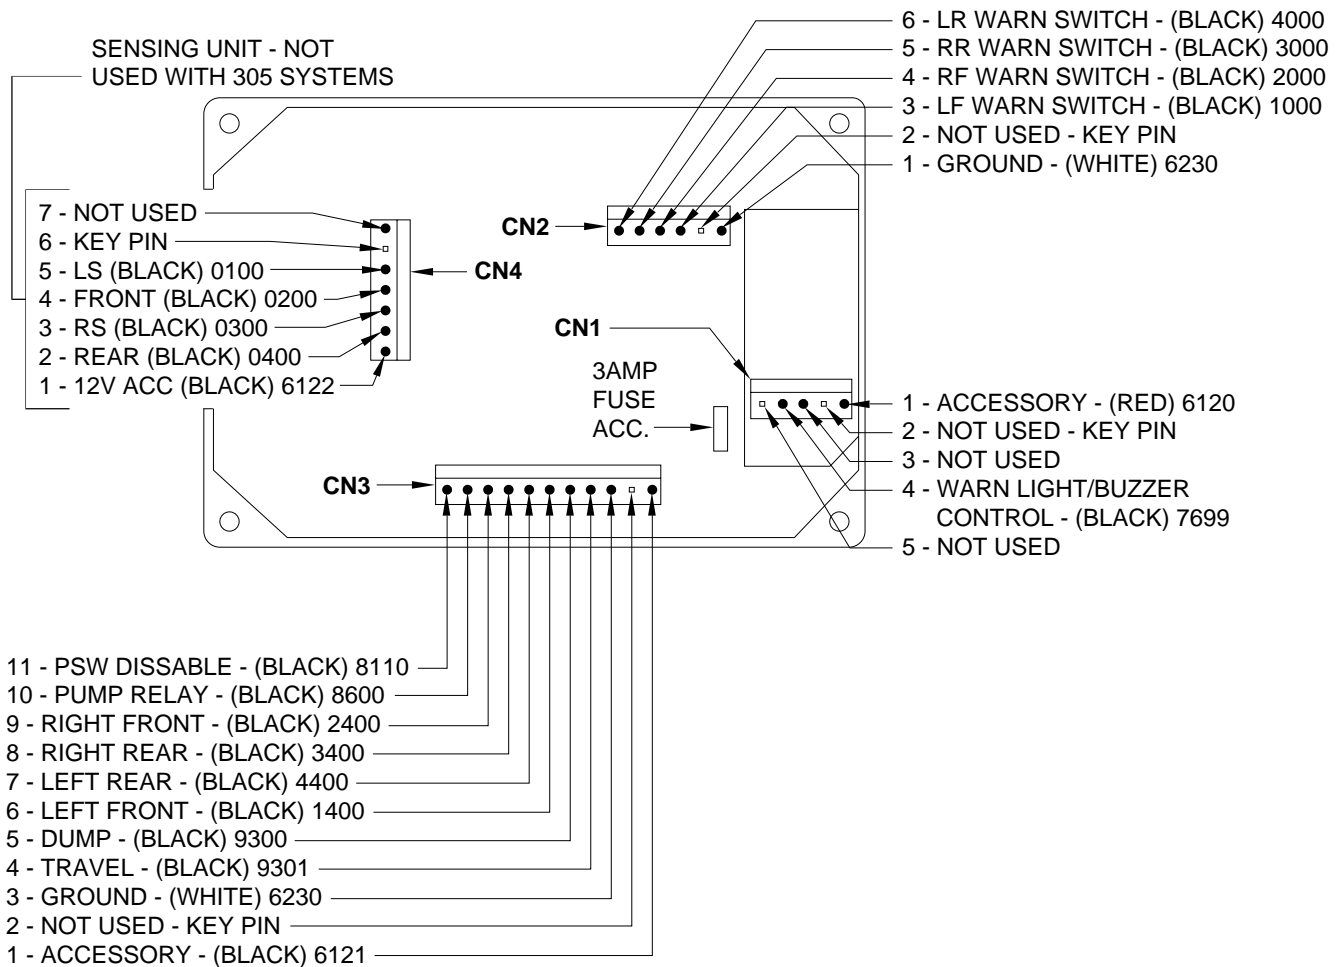 SENSING UNIT - NOT
USED WITH 305 SYSTEMS
6 - LR WARN SWITCH - (BLACK) 4000
5 - RR WARN SWITCH - (BLACK) 3000
4 - RF WARN SWITCH - (BLACK) 2000
3 - LF WARN SWITCH - (BLACK) 1000
2 - NOT USED - KEY PIN
1 - GROUND - (WHITE) 6230
7 - NOT USED
6 - KEY PIN
5 - LS (BLACK) 0100
4 - FRONT (BLACK) 0200
3 - RS (BLACK) 0300
2 - REAR (BLACK) 0400
1 - 12V ACC (BLACK) 6122
CN4
CN2
CN1
3AMP
FUSE
ACC.
1 - ACCESSORY - (RED) 6120
2 - NOT USED - KEY PIN
3 - NOT USED
4 - WARN LIGHT/BUZZER
CONTROL - (BLACK) 7699
5 - NOT USED
CN3
11 - PSW DISSABLE - (BLACK) 8110
10 - PUMP RELAY - (BLACK) 8600
9 - RIGHT FRONT - (BLACK) 2400
8 - RIGHT REAR - (BLACK) 3400
7 - LEFT REAR - (BLACK) 4400
6 - LEFT FRONT - (BLACK) 1400
5 - DUMP - (BLACK) 9300
4 - TRAVEL - (BLACK) 9301
3 - GROUND - (WHITE) 6230
2 - NOT USED - KEY PIN
1 - ACCESSORY - (BLACK) 6121